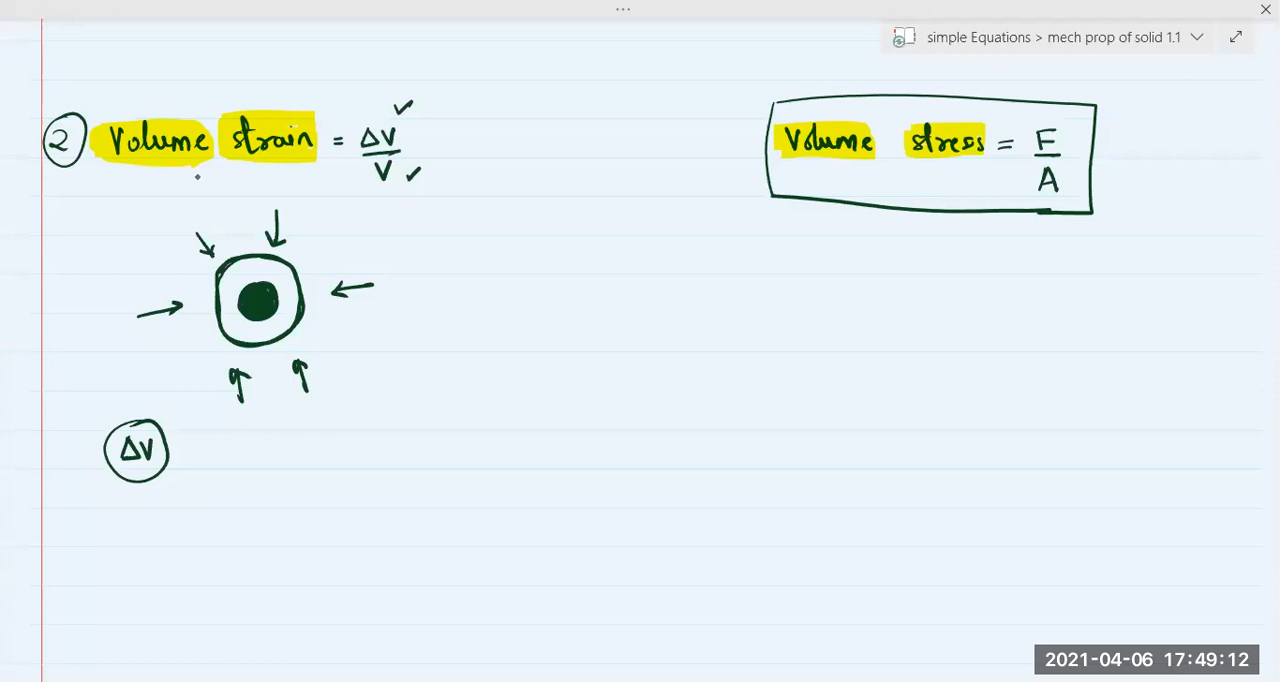 ...
simple Equations > mech prop of solid 1.1
② Volume strain = ΔV/V ✓ ✓
Volume stress = F/A
ΔV
2021-04-06 17:49:12